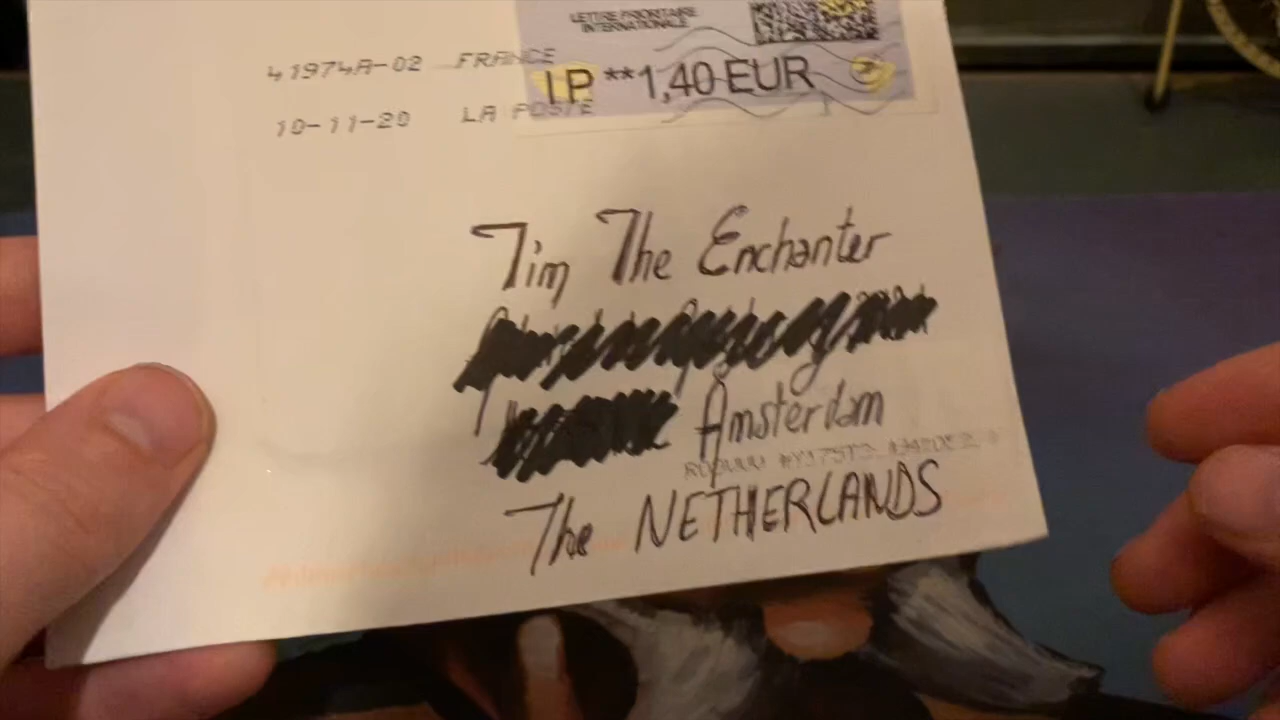 LETTRE PRIORITAIRE
INTERNATIONALE
41974A-02 FRANCE
IP **1,40 EUR
10-11-20 LA POSTE
Tim The Enchanter
Amsterdam
The NETHERLANDS